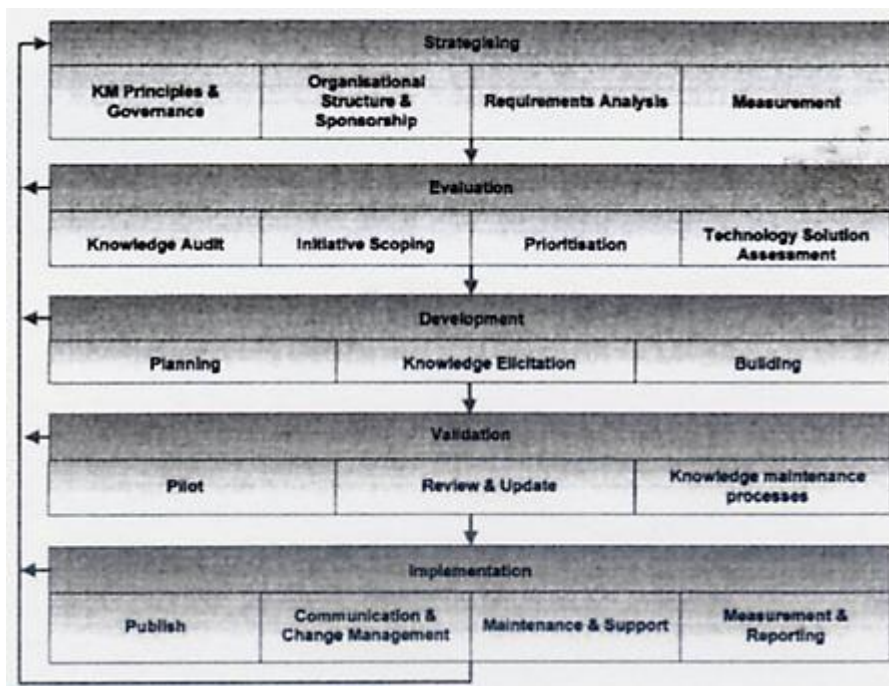 Strategising
KM Principles &
Governance
Organisational
Structure &
Sponsorship
Requirements Analysis
Measurement
Evaluation
Knowledge Audit
Initiative Scoping
Prioritisation
Technology Solution
Assessment
Development
Planning
Knowledge Elicitation
Building
Validation
Pilot
Review & Update
Knowledge maintenance
processes
Implementation
Publish
Communication &
Change Management
Maintenance & Support
Measurement &
Reporting